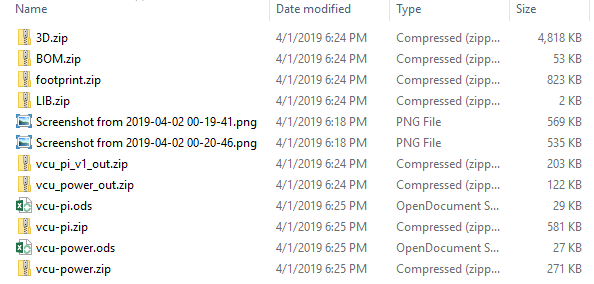 Name Date modified Type Size
3D.zip 4/1/2019 6:24 PM Compressed (zipp... 4,818 KB
BOM.zip 4/1/2019 6:24 PM Compressed (zipp... 53 KB
footprint.zip 4/1/2019 6:24 PM Compressed (zipp... 823 KB
LIB.zip 4/1/2019 6:24 PM Compressed (zipp... 2 KB
Screenshot from 2019-04-02 00-19-41.png 4/1/2019 6:18 PM PNG File 569 KB
Screenshot from 2019-04-02 00-20-46.png 4/1/2019 6:18 PM PNG File 535 KB
vcu_pi_v1_out.zip 4/1/2019 6:24 PM Compressed (zipp... 203 KB
vcu_power_out.zip 4/1/2019 6:24 PM Compressed (zipp... 122 KB
vcu-pi.ods 4/1/2019 6:25 PM OpenDocument S... 29 KB
vcu-pi.zip 4/1/2019 6:25 PM Compressed (zipp... 581 KB
vcu-power.ods 4/1/2019 6:25 PM OpenDocument S... 27 KB
vcu-power.zip 4/1/2019 6:25 PM Compressed (zipp... 271 KB